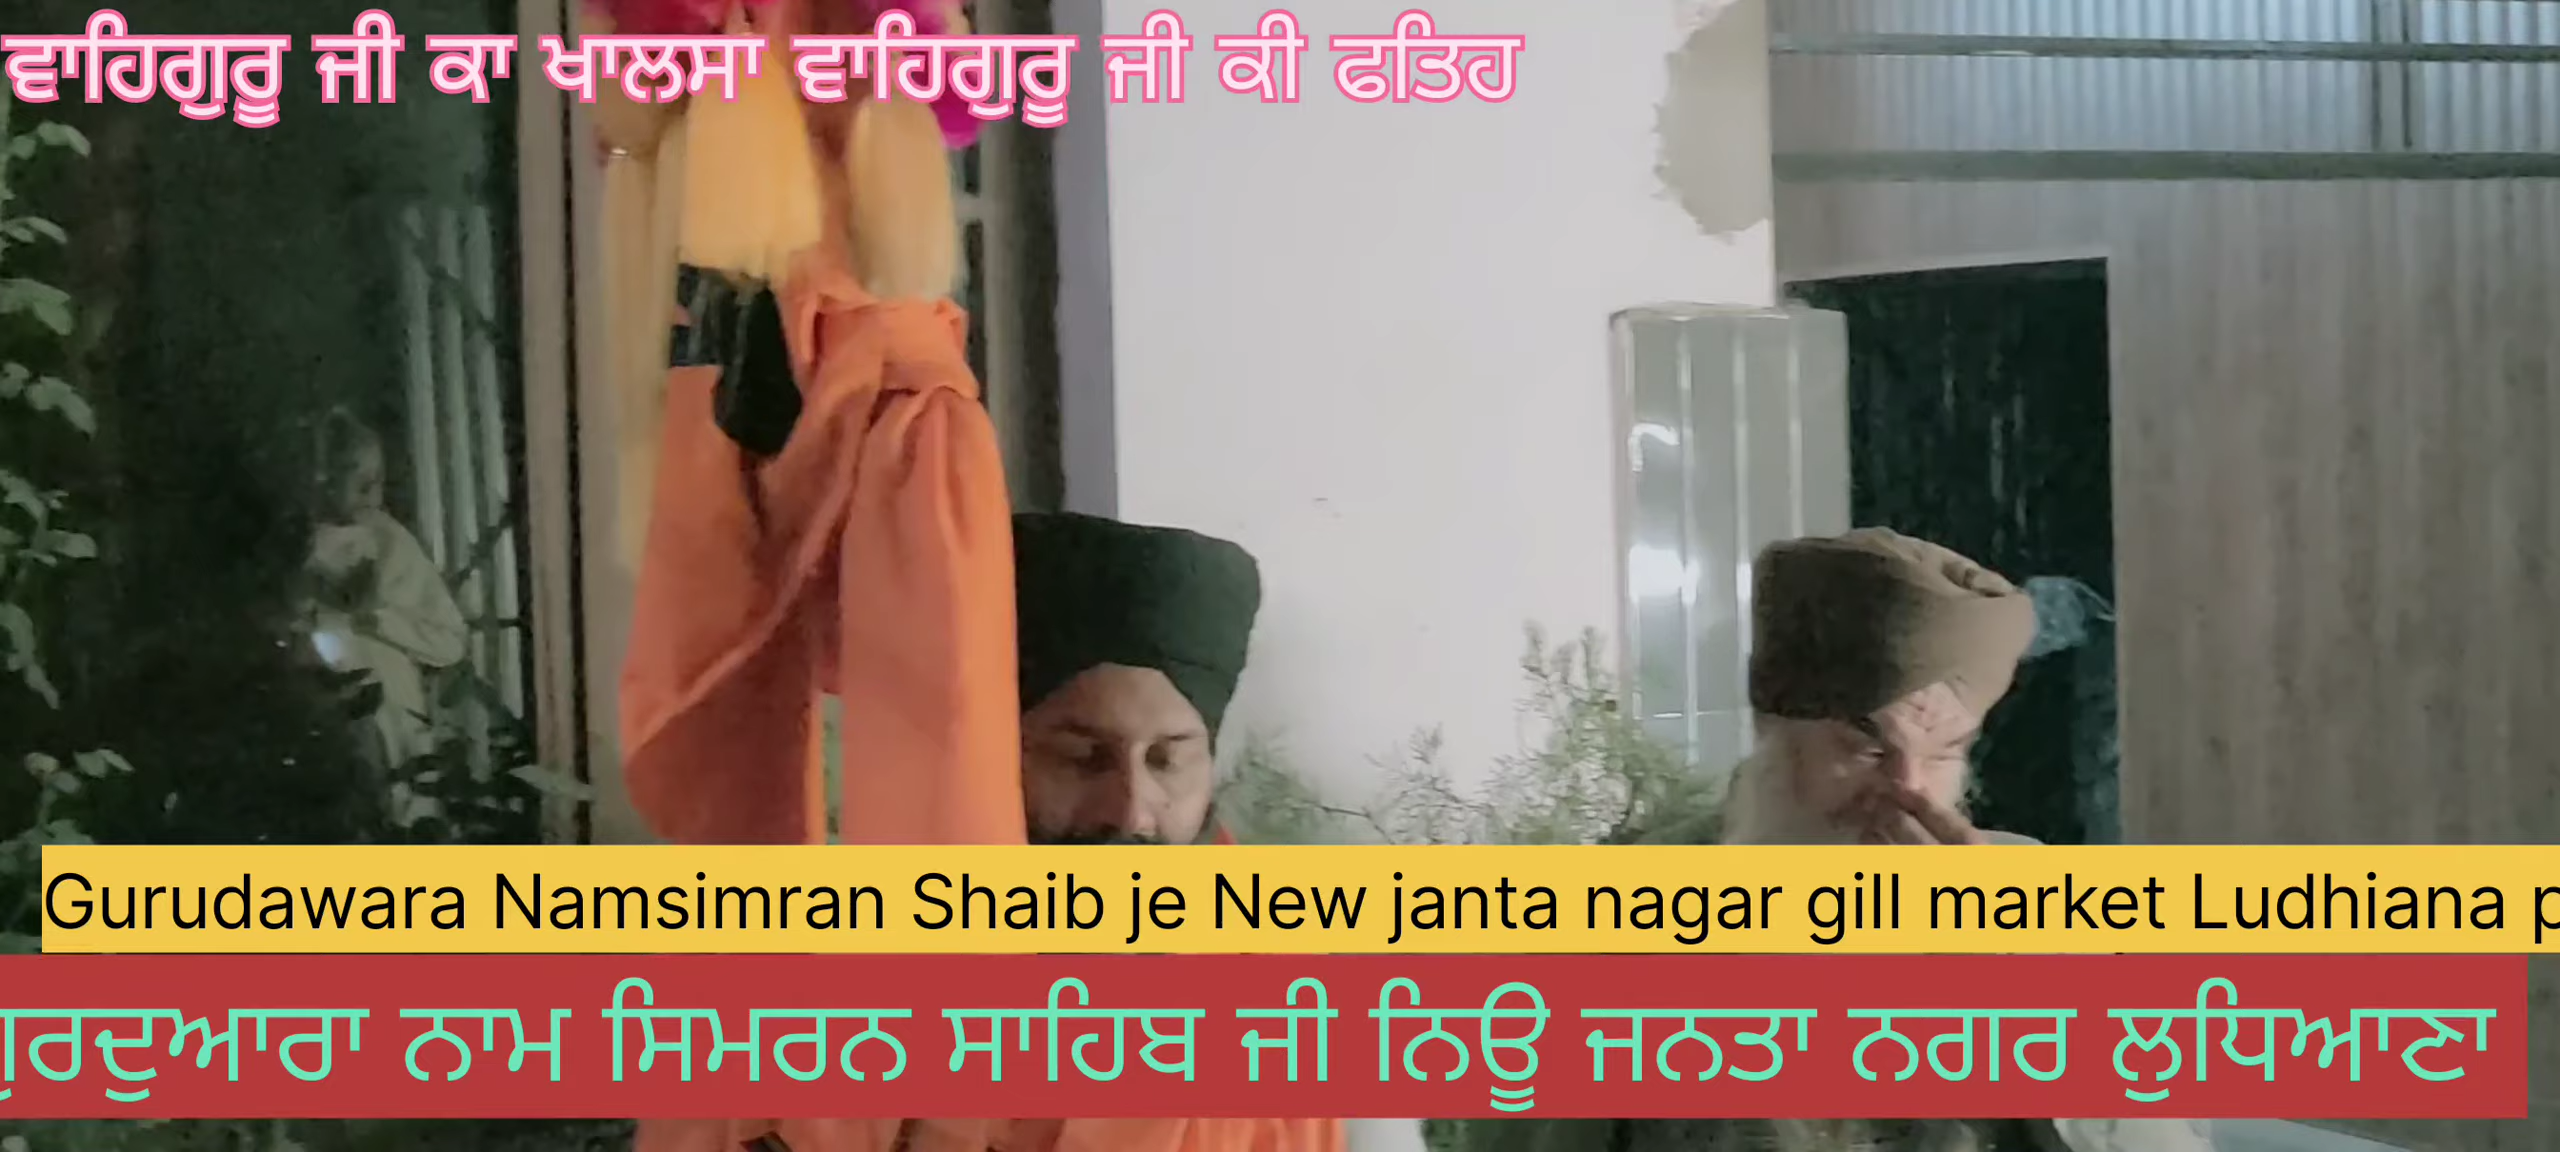 ਵਾਹਿਗੁਰੂ ਜੀ ਕਾ ਖਾਲਸਾ ਵਾਹਿਗੁਰੂ ਜੀ ਕੀ ਫਤਿਹ
Gurudawara Namsimran Shaib je New janta nagar gill market Ludhiana p
ਗੁਰਦੁਆਰਾ ਨਾਮ ਸਿਮਰਨ ਸਾਹਿਬ ਜੀ ਨਿਊ ਜਨਤਾ ਨਗਰ ਲੁਧਿਆਣਾ